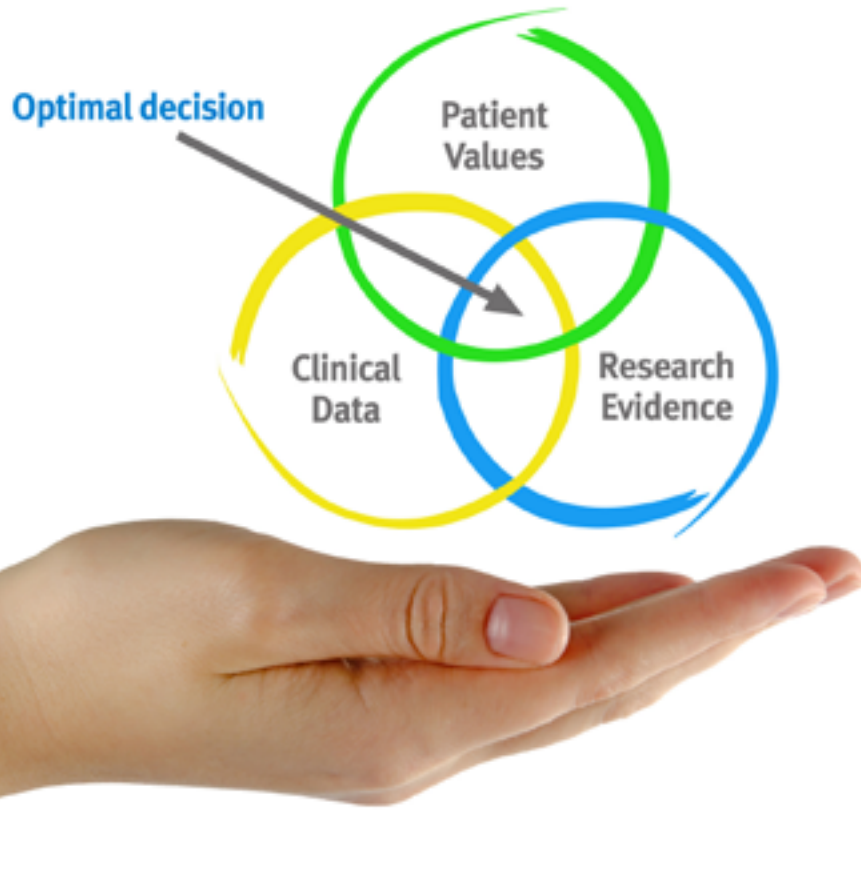 Optimal decision
Patient
Values
Clinical
Data
Research
Evidence